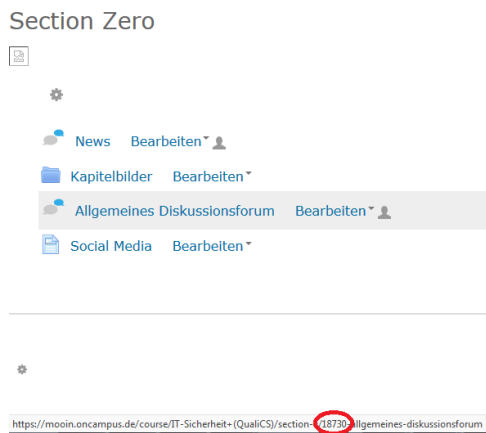 Section Zero
News Bearbeiten
Kapitelbilder Bearbeiten
Allgemeines Diskussionsforum Bearbeiten
Social Media Bearbeiten
https://mooin.oncampus.de/course/IT-Sicherheit+(QualiCS)/section- /18730- llgemeines-diskussionsforum